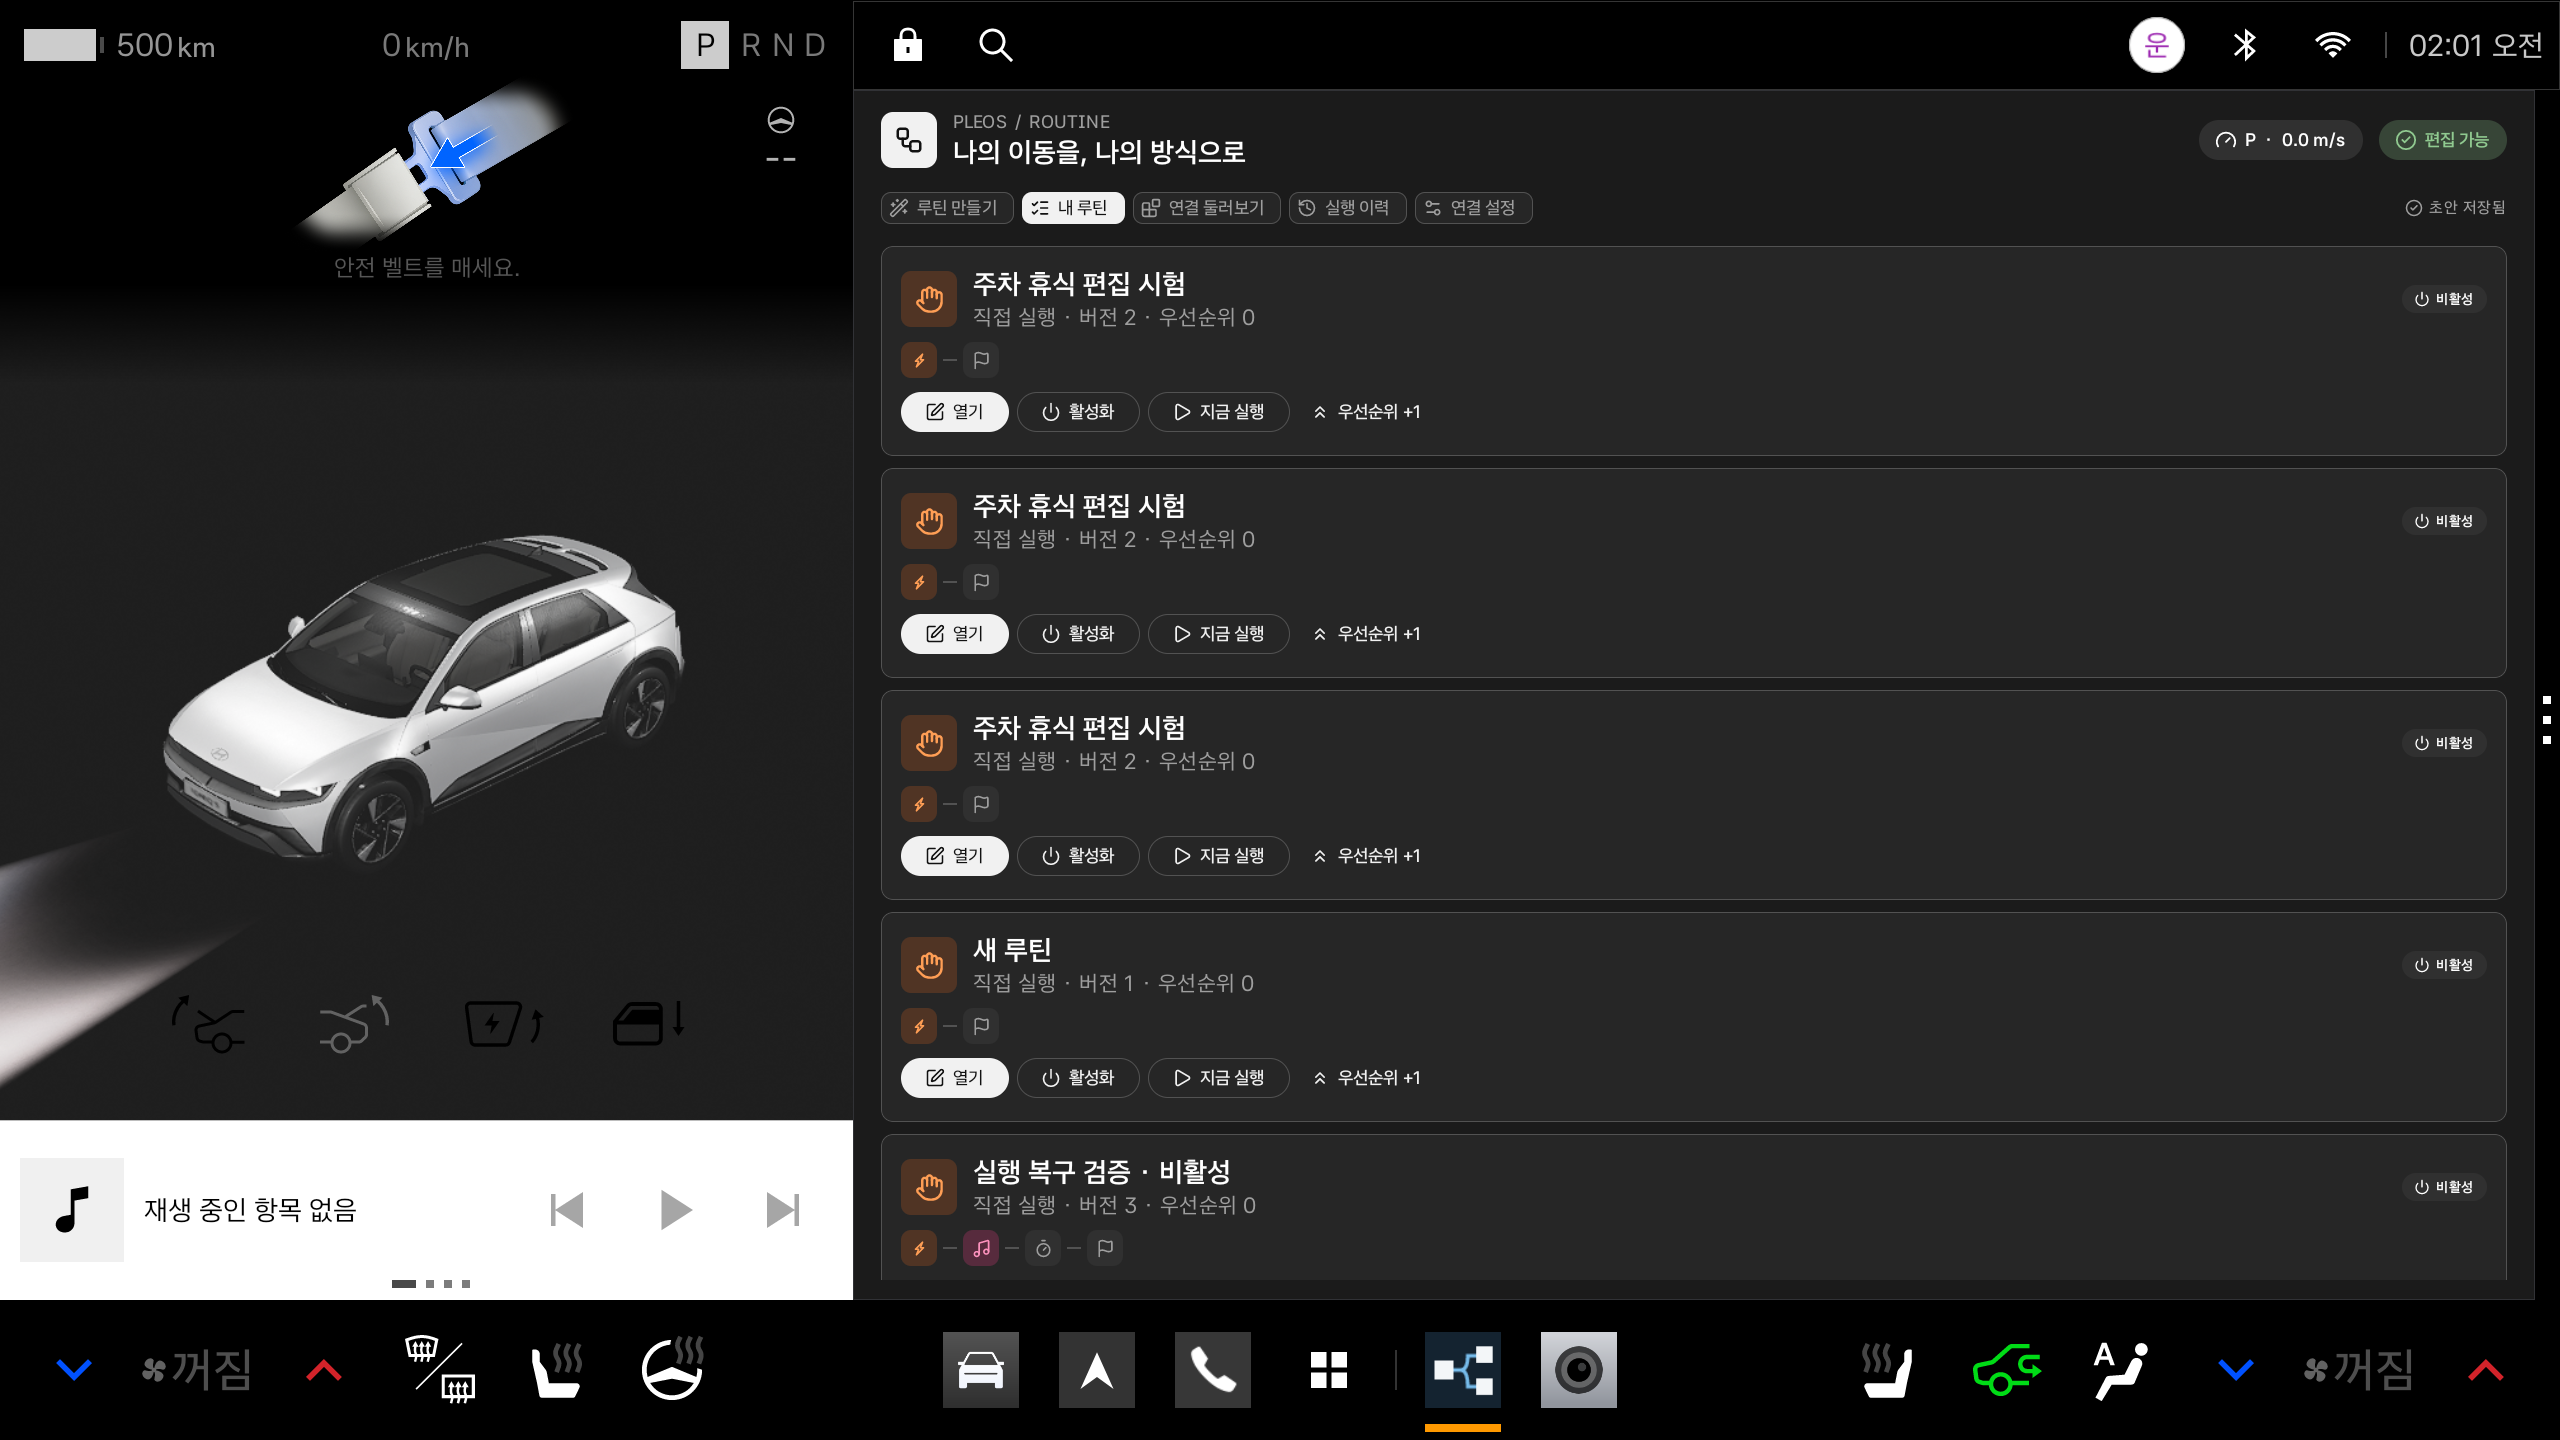 500 km
0 km/h
P R N D
안전 벨트를 매세요.
재생 중인 항목 없음
운
02:01 오전
PLEOS / ROUTINE
나의 이동을, 나의 방식으로
P · 0.0 m/s
편집 가능
루틴 만들기
내 루틴
연결 둘러보기
실행 이력
연결 설정
초안 저장됨
주차 휴식 편집 시험
직접 실행 · 버전 2 · 우선순위 0
비활성
열기
활성화
지금 실행
우선순위 +1
주차 휴식 편집 시험
직접 실행 · 버전 2 · 우선순위 0
비활성
열기
활성화
지금 실행
우선순위 +1
주차 휴식 편집 시험
직접 실행 · 버전 2 · 우선순위 0
비활성
열기
활성화
지금 실행
우선순위 +1
새 루틴
직접 실행 · 버전 1 · 우선순위 0
비활성
열기
활성화
지금 실행
우선순위 +1
실행 복구 검증 · 비활성
직접 실행 · 버전 3 · 우선순위 0
비활성
꺼짐
A
꺼짐